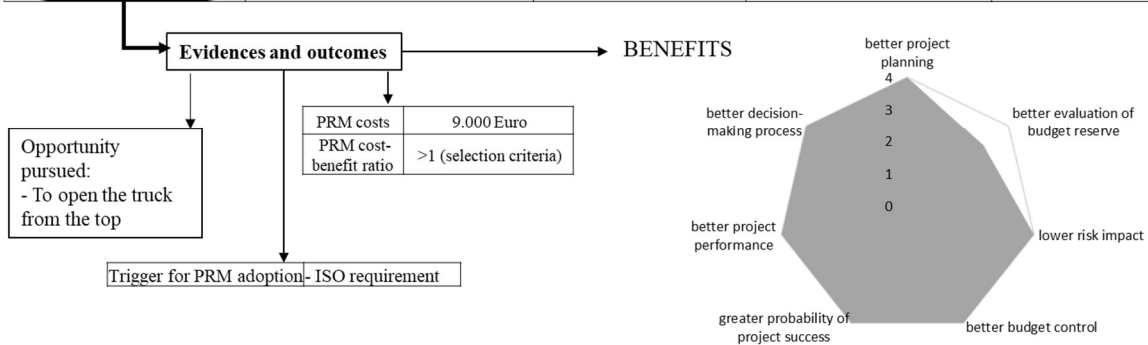 Evidences and outcomes
BENEFITS
Opportunity
pursued:
- To open the truck
from the top
PRM costs
9.000 Euro
PRM cost-
benefit ratio
>1 (selection criteria)
Trigger for PRM adoption
- ISO requirement
better project
planning
4
3
2
1
0
better evaluation of
budget reserve
lower risk impact
better budget control
greater probability of
project success
better project
performance
better decision-
making process